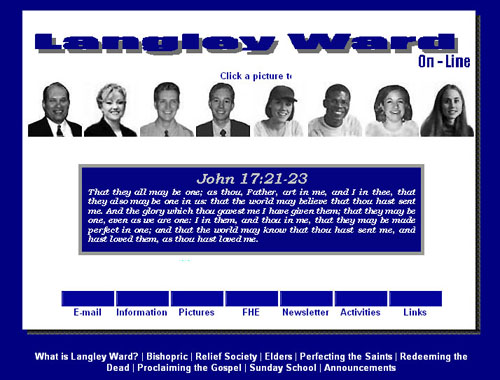 Langley Ward
On - Line
Click a picture to
John 17:21-23
That they all may be one; as thou, Father, art in me, and I in thee, that
they also may be one in us: that the world may believe that thou hast sent
me. And the glory which thou gavest me I have given them; that they may be
one, even as we are one: I in them, and thou in me, that they may be made
perfect in one; and that the world may know that thou hast sent me, and
hast loved them, as thou hast loved me.
E-mail Information Pictures FHE Newsletter Activities Links
What is Langley Ward? | Bishopric | Relief Society | Elders | Perfecting the Saints | Redeeming the
Dead | Proclaiming the Gospel | Sunday School | Announcements